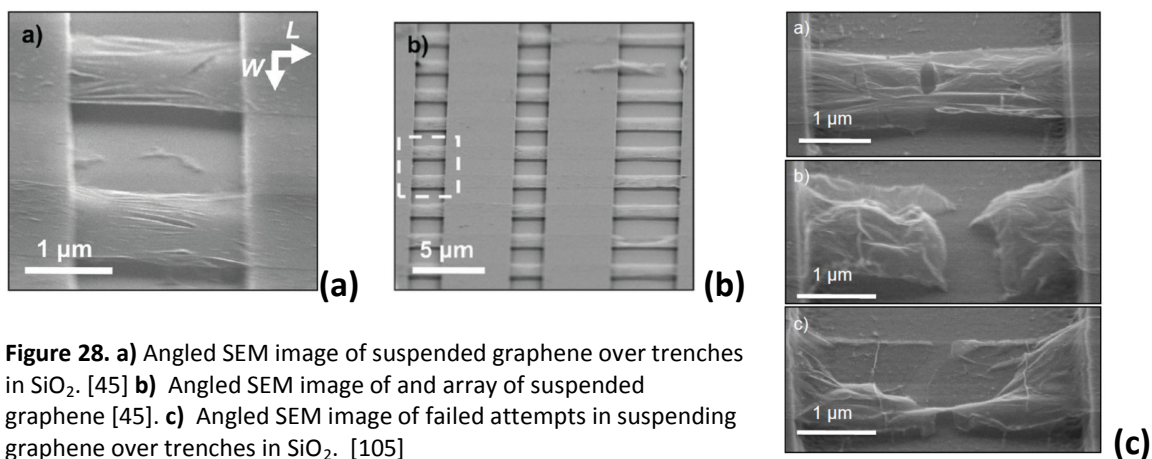 a)
L
W
1 µm
(a)
b)
5 µm
(b)
a)
1 µm
b)
1 µm
c)
1 µm
(c)
Figure 28. a) Angled SEM image of suspended graphene over trenches
in SiO₂. [45] b) Angled SEM image of and array of suspended
graphene [45]. c) Angled SEM image of failed attempts in suspending
graphene over trenches in SiO₂. [105]